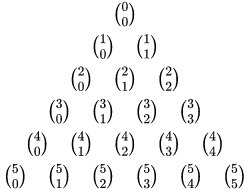 (0 0)
(1 0) (1 1)
(2 0) (2 1) (2 2)
(3 0) (3 1) (3 2) (3 3)
(4 0) (4 1) (4 2) (4 3) (4 4)
(5 0) (5 1) (5 2) (5 3) (5 4) (5 5)